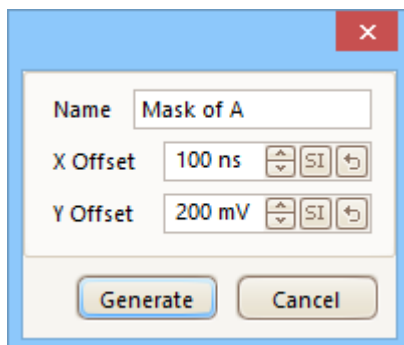 Name Mask of A
X Offset 100 ns SI
Y Offset 200 mV SI
Generate Cancel